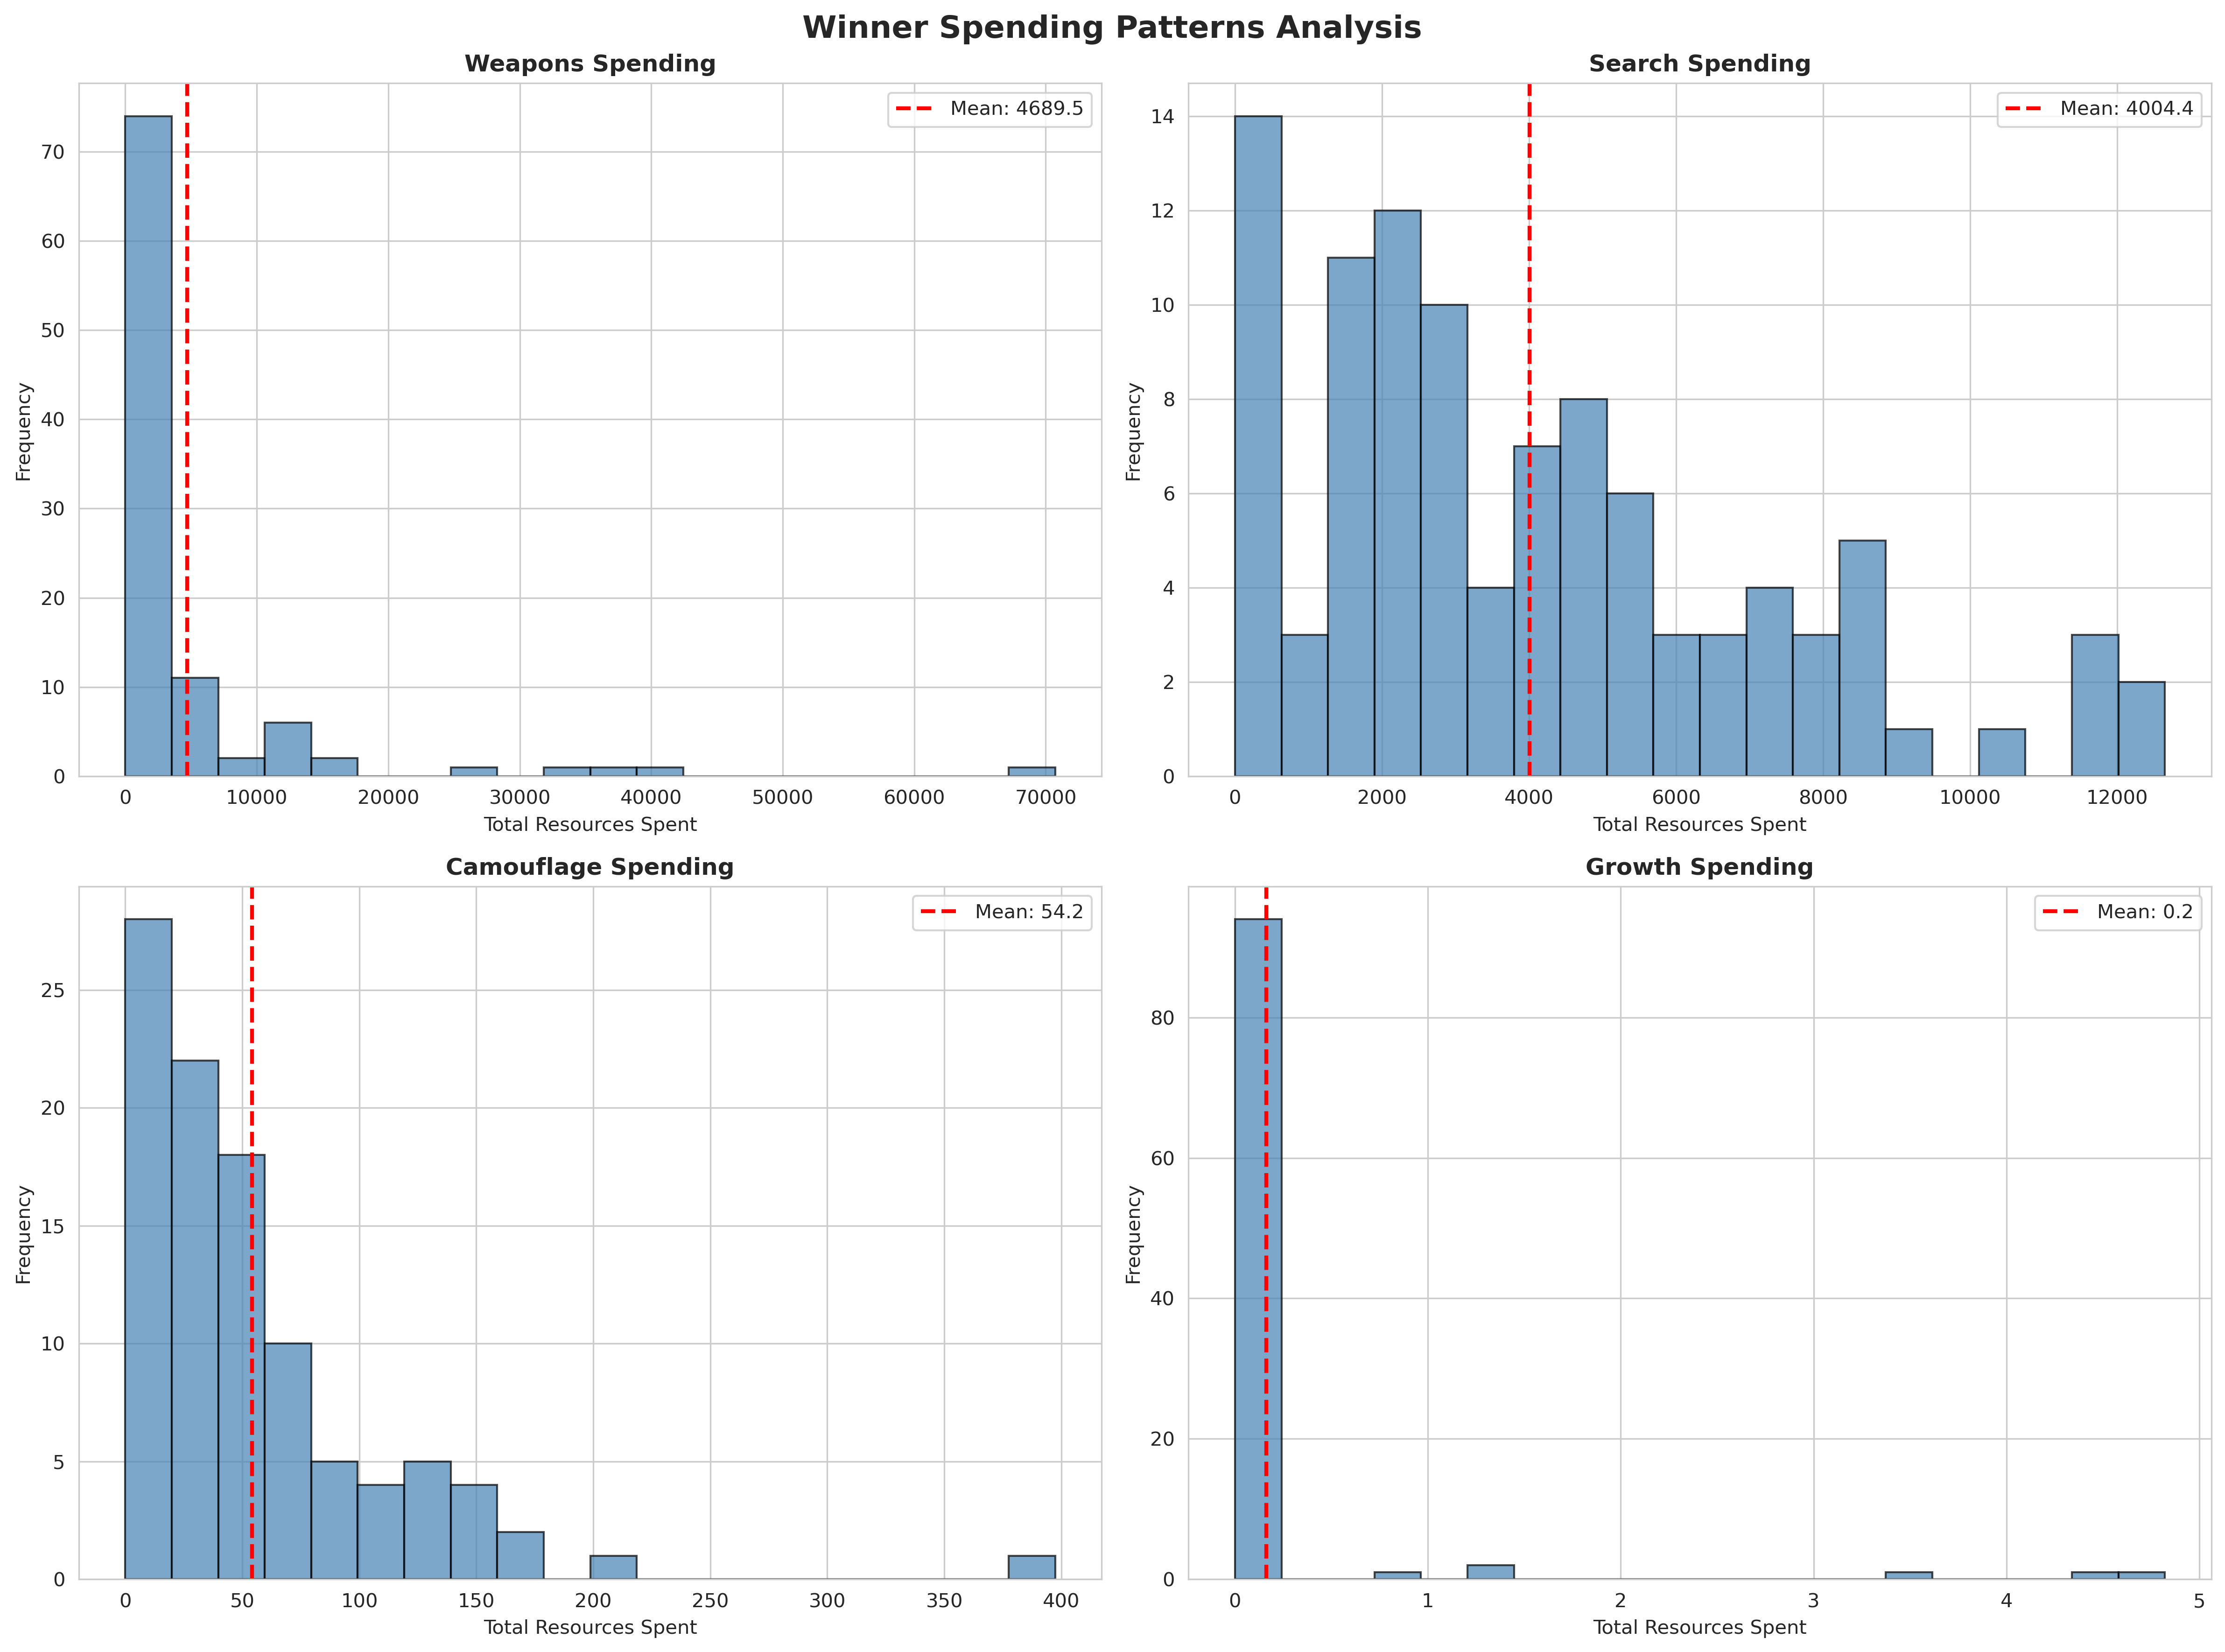 Winner Spending Patterns Analysis
Weapons Spending
Mean: 4689.5
70
60
50
40
30
20
10
0
Frequency
0 10000 20000 30000 40000 50000 60000 70000
Total Resources Spent
Search Spending
Mean: 4004.4
14
12
10
8
6
4
2
0
Frequency
0 2000 4000 6000 8000 10000 12000
Total Resources Spent
Camouflage Spending
Mean: 54.2
25
20
15
10
5
0
Frequency
0 50 100 150 200 250 300 350 400
Total Resources Spent
Growth Spending
Mean: 0.2
80
60
40
20
0
Frequency
0 1 2 3 4 5
Total Resources Spent